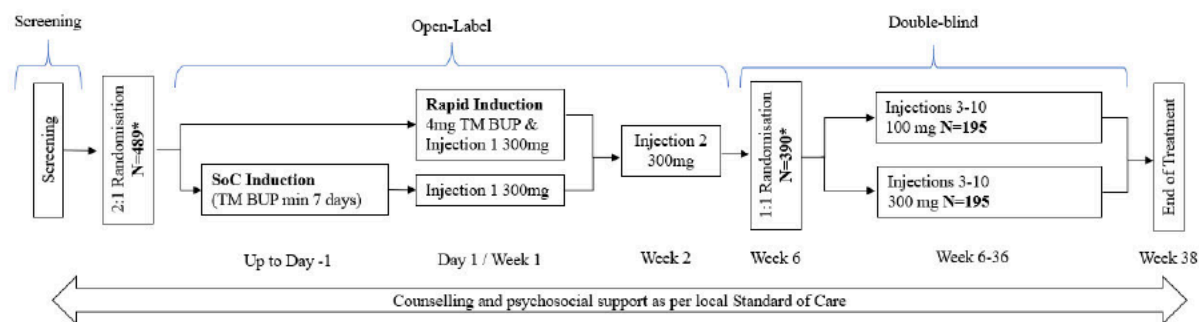 Screening
Open-Label
Double-blind
Screening
2:1 Randomisation
N=489*
Rapid Induction
4mg TM BUP &
Injection 1 300mg
SoC Induction
(TM BUP min 7 days)
Injection 1 300mg
Injection 2
300mg
1:1 Randomisation
N=390*
Injections 3-10
100 mg N=195
Injections 3-10
300 mg N=195
End of Treatment
Up to Day -1
Day 1 / Week 1
Week 2
Week 6
Week 6-36
Week 38
Counselling and psychosocial support as per local Standard of Care